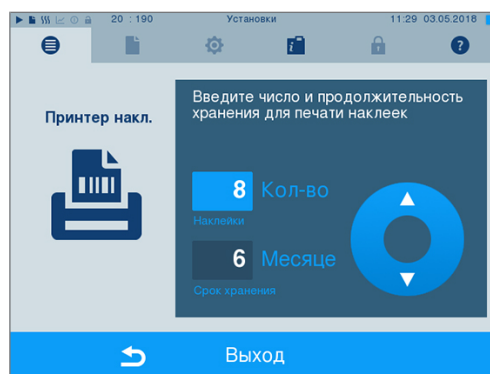 20 : 190 Установки 11:29 03.05.2018
Принтер накл.
Введите число и продолжительность
хранения для печати наклеек
8 Кол-во
Наклейки
6 Месяце
Срок хранения
Выход